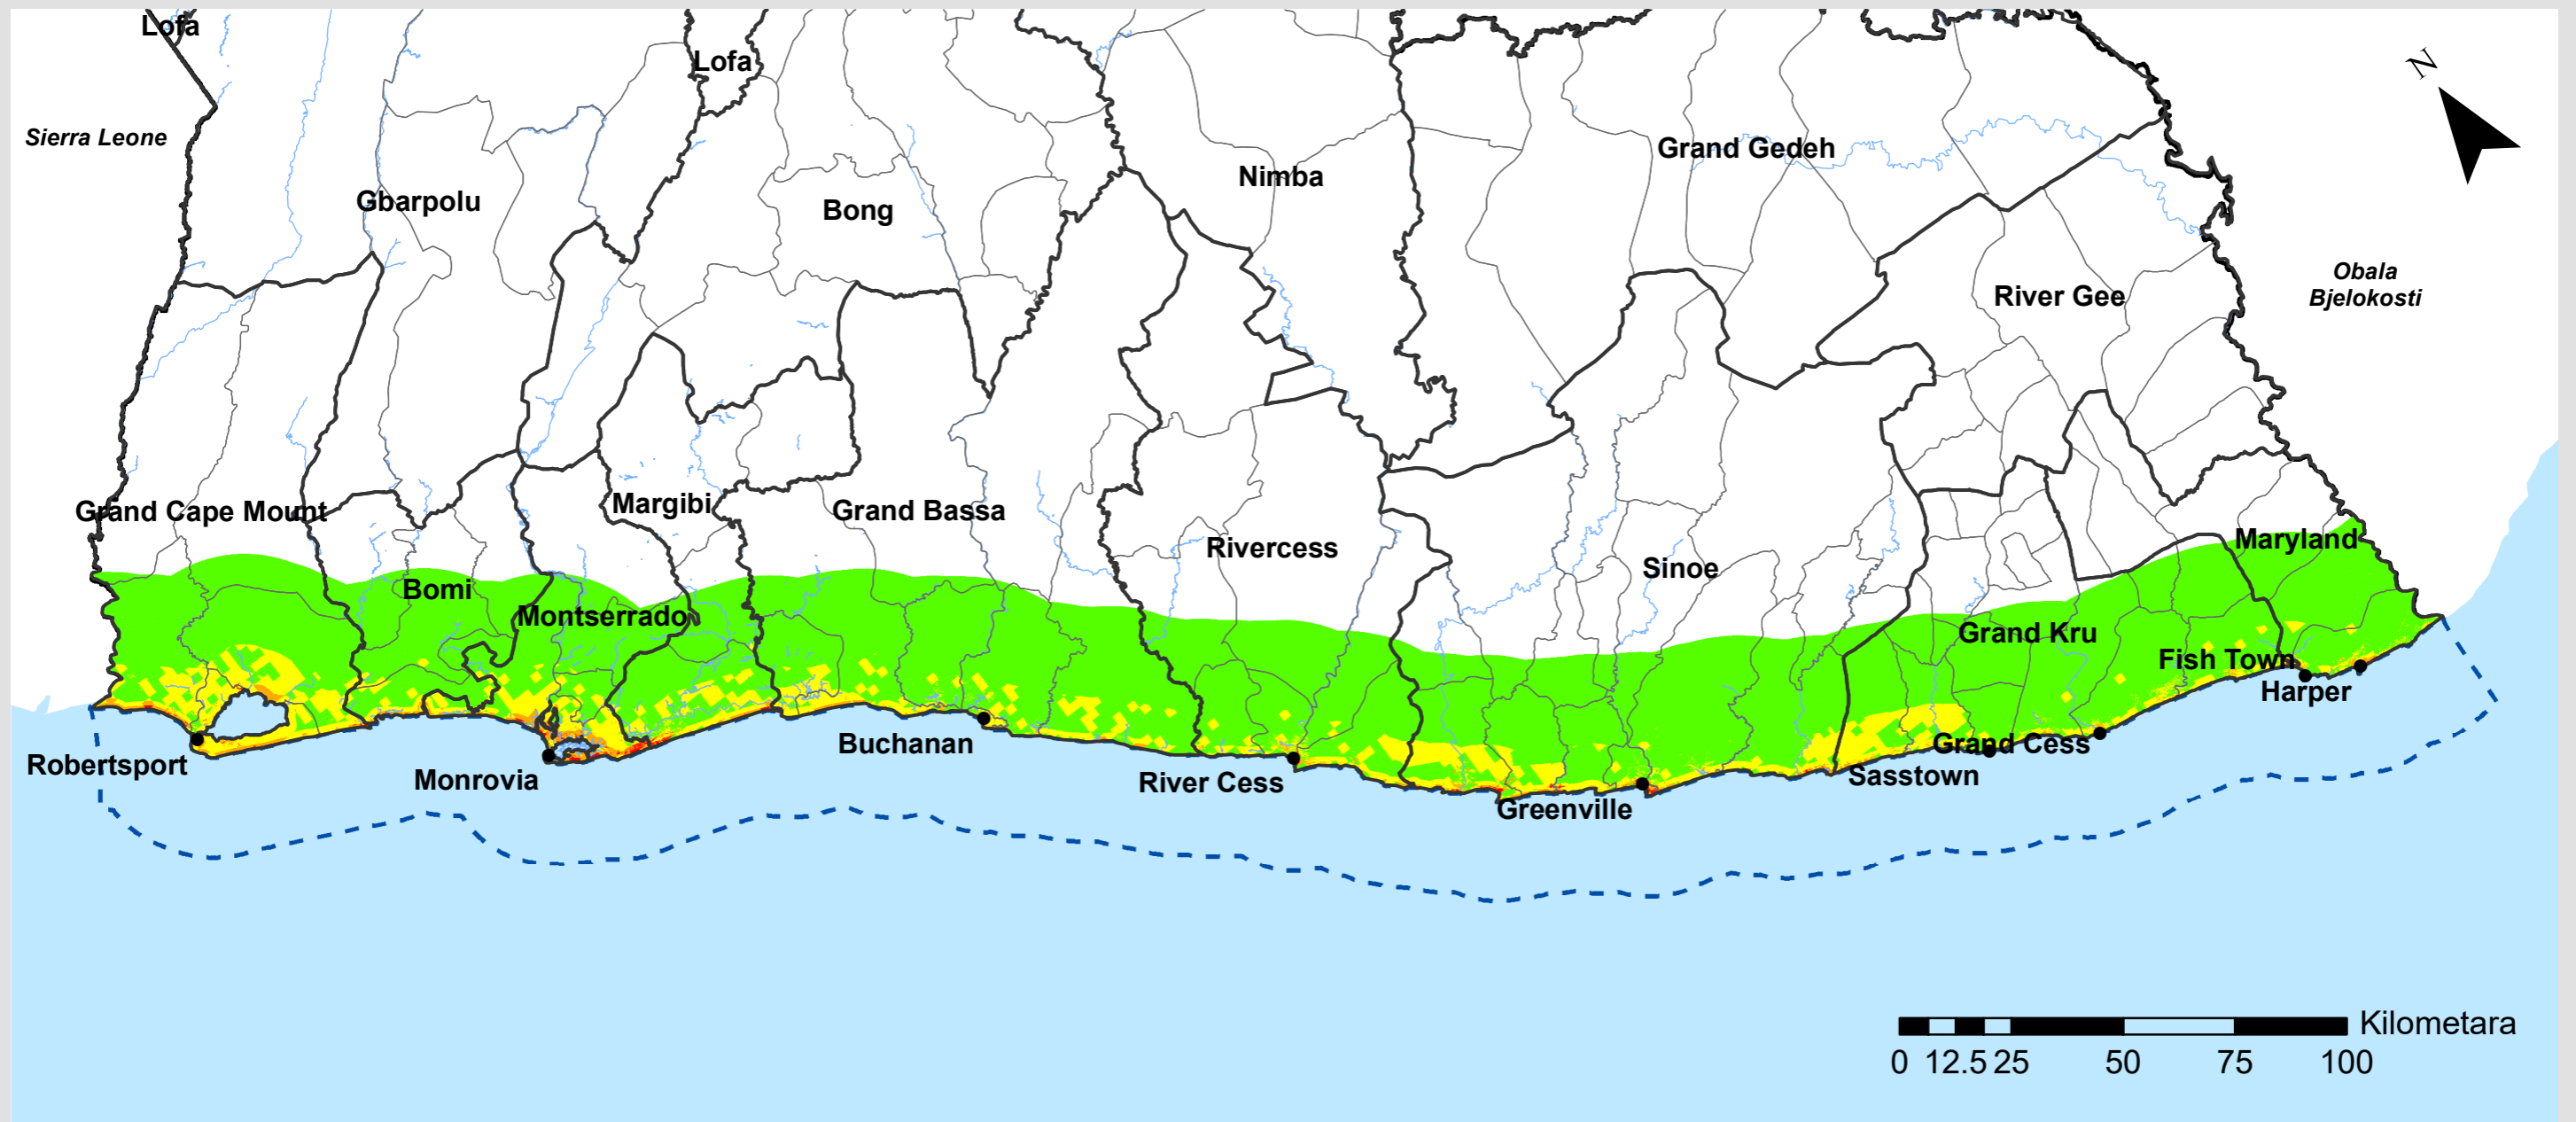 Lofa
Lofa
N
Sierra Leone
Grand Gedeh
Nimba
Gbarpolu
Bong
Obala
Bjelokosti
River Gee
Grand Cape Mount
Margibi
Grand Bassa
Rivercess
Maryland
Sinoe
Bomi
Montserrado
Grand Kru
Fish Town
Harper
Buchanan
Grand Cess
Robertsport
Monrovia
River Cess
Sasstown
Greenville
Kilometara
0 12.5 25 50 75 100